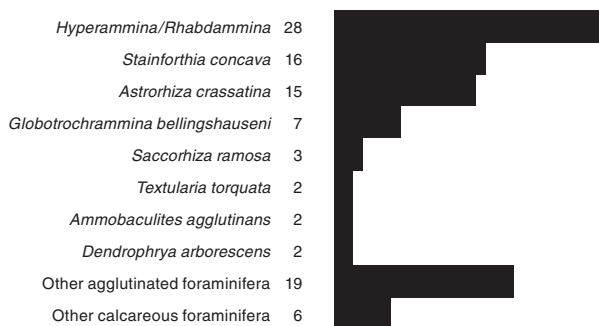 Hyperammina/Rhabdammina 28
Stainforthia concava 16
Astrorhiza crassatina 15
Globotrochrammina bellingshauseni 7
Saccorhiza ramosa 3
Textularia torquata 2
Ammobaculites agglutinans 2
Dendrophrya arborescens 2
Other agglutinated foraminifera 19
Other calcareous foraminifera 6